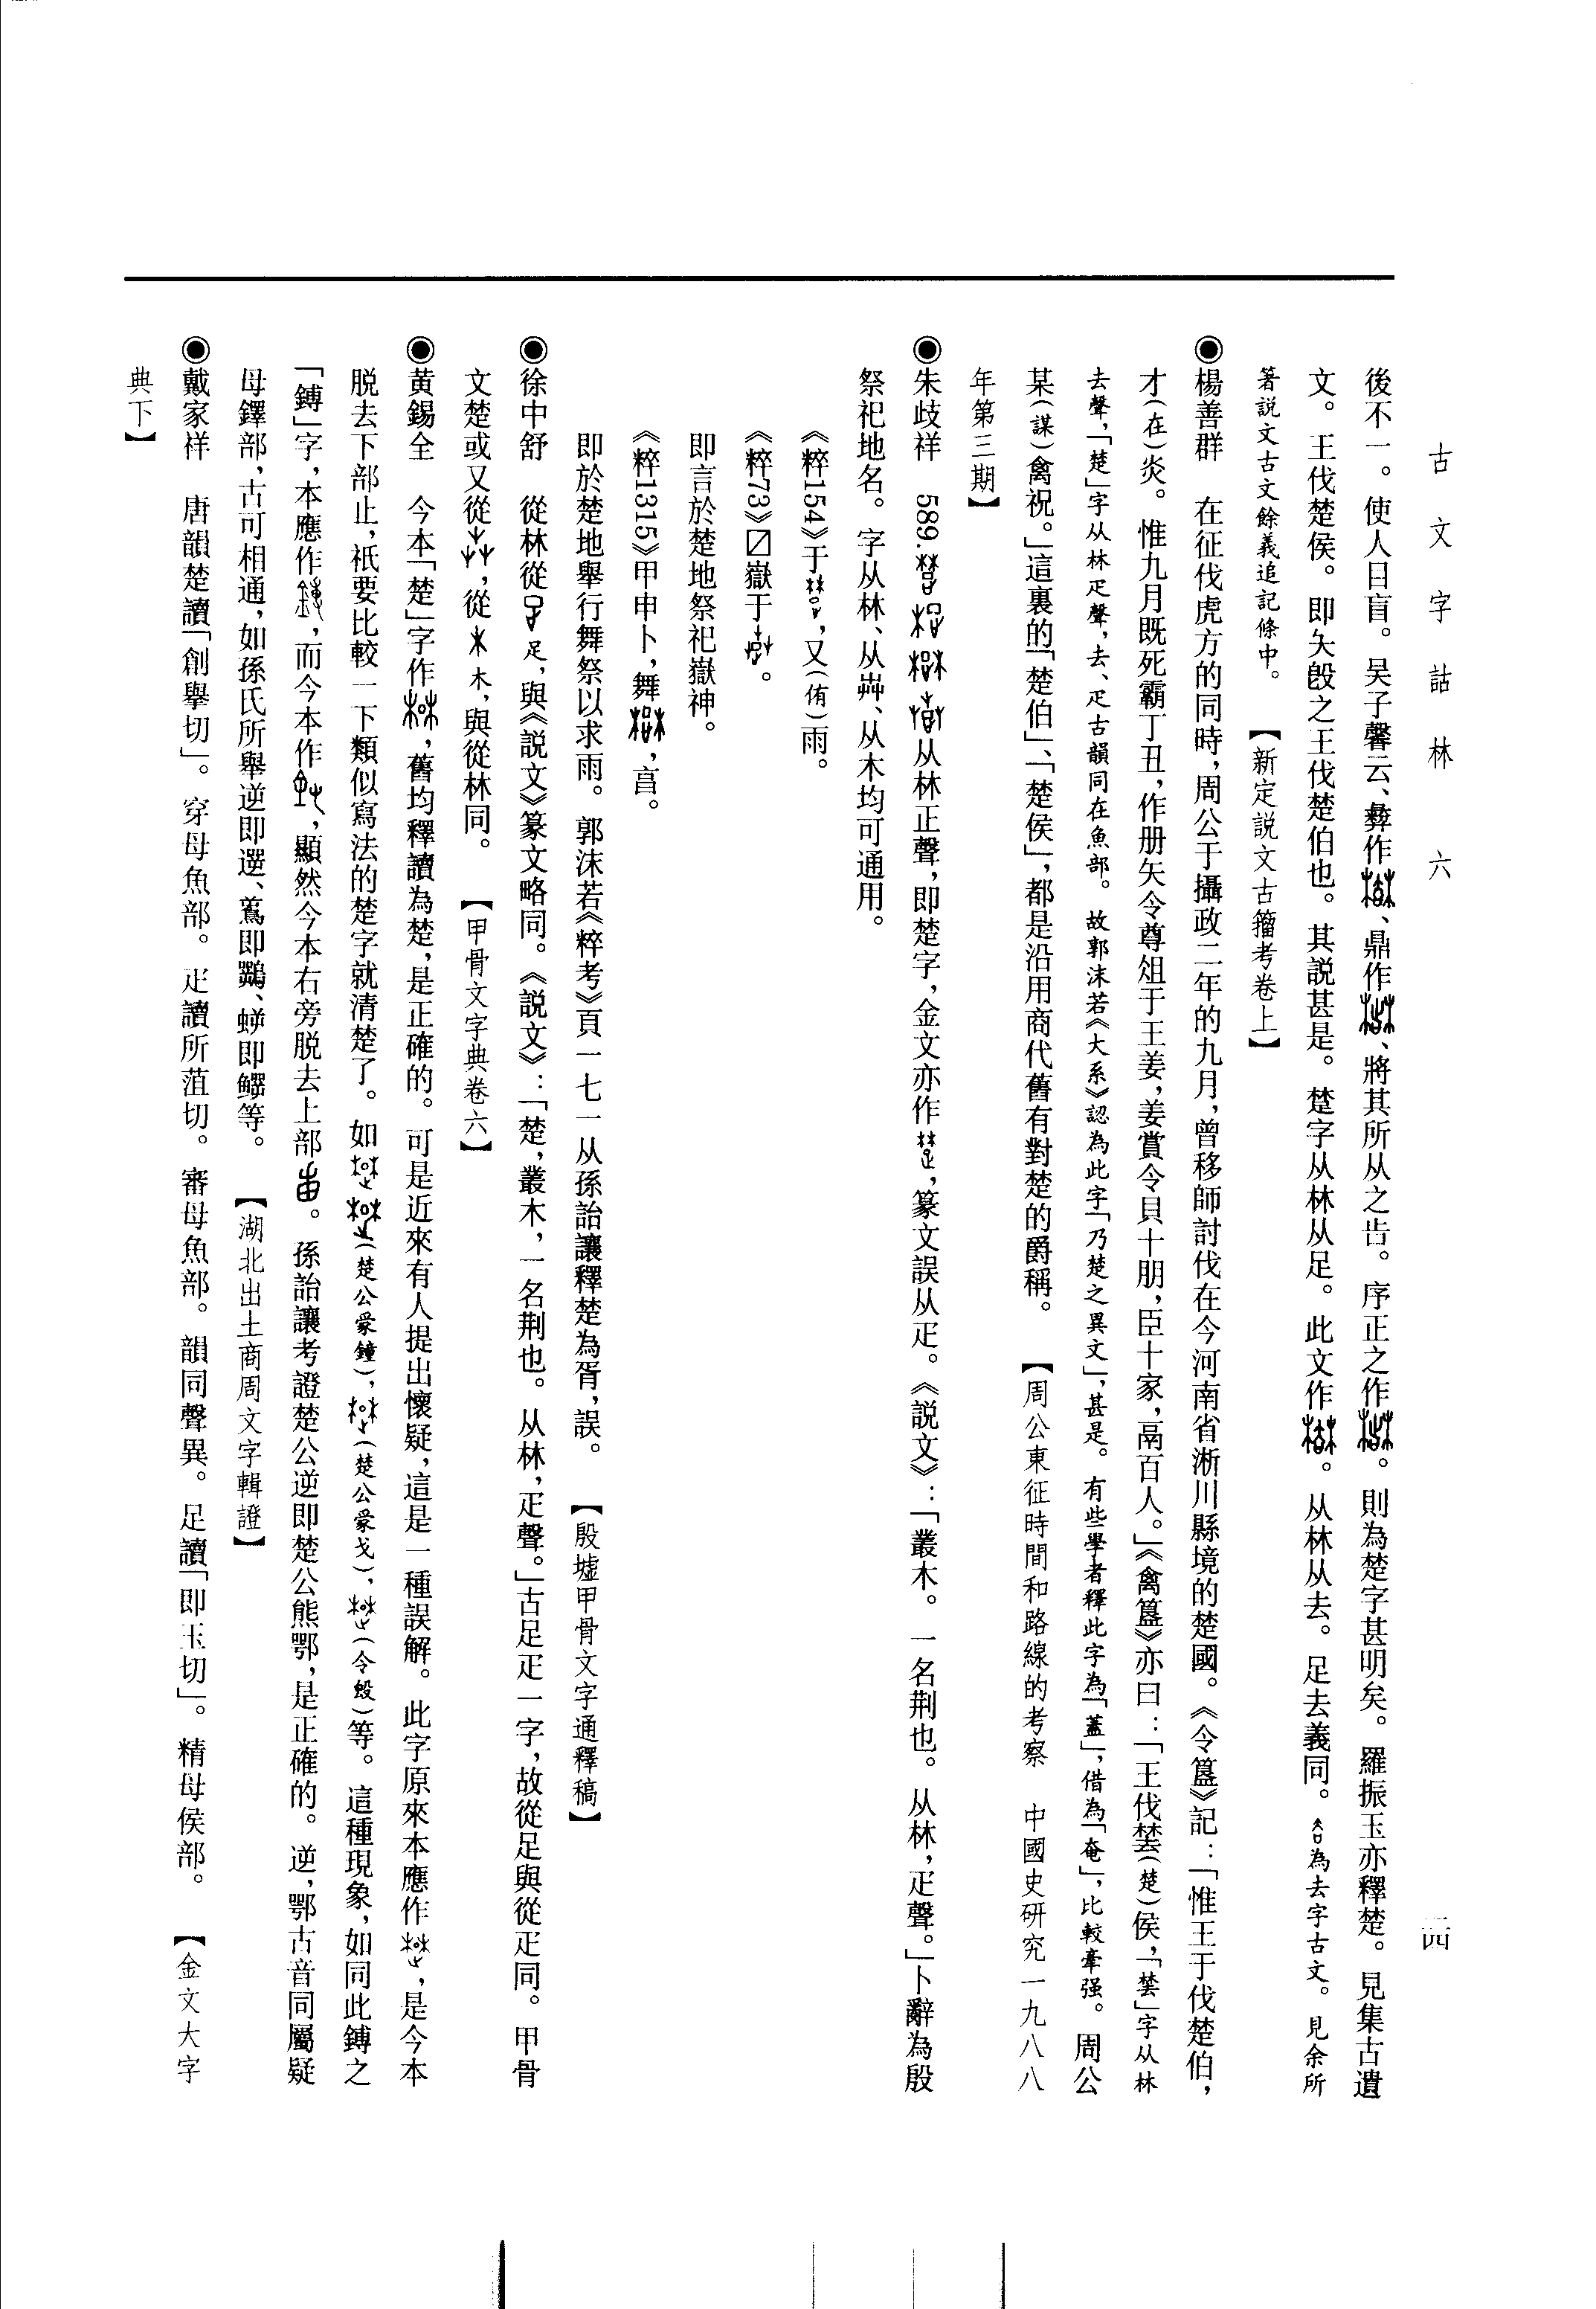 古文字詁林　六
二四
後不一。使人目盲。吴子馨云、彝作、鼎作、將其所从之。序正之作。則為楚字甚明矣。羅振玉亦釋楚。見集古遺
文。王伐楚侯。即矢𣪘之王伐楚伯也。其説甚是。楚字从林从足。此文作。从林从去。足去義同。為去字古文。見余所
箸説文古文餘義追記條中。【新定説文古籀考卷上】
◉楊善群　在征伐虎方的同時，周公于攝政二年的九月，曾移師討伐在今河南省淅川縣境的楚國。《令簋》記：「惟王于伐楚伯，
才（在）炎。惟九月既死霸丁丑，作册矢令尊俎于王姜，姜賞令貝十朋，臣十家，鬲百人。」《禽簋》亦曰：「王伐㯫（楚）侯，「㯫」字从林
去聲，「楚」字从林疋聲，去、疋古韻同在魚部。故郭沫若《大系》認為此字「乃楚之異文」，甚是。有些學者釋此字為「蓋」，借為「奄」，比較牽强。周公
某（謀）禽祝。」這裏的「楚伯」、「楚侯」，都是沿用商代舊有對楚的爵稱。【周公東征時間和路線的考察　中國史研究一九八八
年第三期】
◉朱歧祥　589. 从林正聲，即楚字，金文亦作，篆文誤从疋。《説文》：「叢木。一名荆也。从林，疋聲。」卜辭為殷
祭祀地名。字从林、从茻、从木均可通用。
《粹154》于，又（侑）雨。
《粹73》☐嶽于。
即言於楚地祭祀嶽神。
《粹1315》甲申卜，舞，亯。
即於楚地舉行舞祭以求雨。郭沫若《粹考》頁一七一从孫詒讓釋楚為胥，誤。【殷墟甲骨文字通釋稿】
◉徐中舒　從林從足，與《説文》篆文略同。《説文》：「楚，叢木，一名荆也。从林，疋聲。」古足疋一字，故從足與從疋同。甲骨
文楚或又從，從木，與從林同。【甲骨文字典卷六】
◉黄錫全　今本「楚」字作，舊均釋讀為楚，是正確的。可是近來有人提出懷疑，這是一種誤解。此字原來本應作，是今本
脱去下部止，祇要比較一下類似寫法的楚字就清楚了。如（楚公豪鐘），（楚公豪戈），（令𣪘）等。這種現象，如同此鎛之
「鎛」字，本應作，而今本作，顯然今本右旁脱去上部。孫詒讓考證楚公逆即楚公熊鄂，是正確的。逆，鄂古音同屬疑
母鐸部，古可相通，如孫氏所舉逆即遻、即、即鰐等。【湖北出土商周文字輯證】
◉戴家祥　唐韻楚讀「創舉切」。穿母魚部。疋讀所菹切。審母魚部。韻同聲異。足讀「即玉切」。精母侯部。【金文大字
典下】